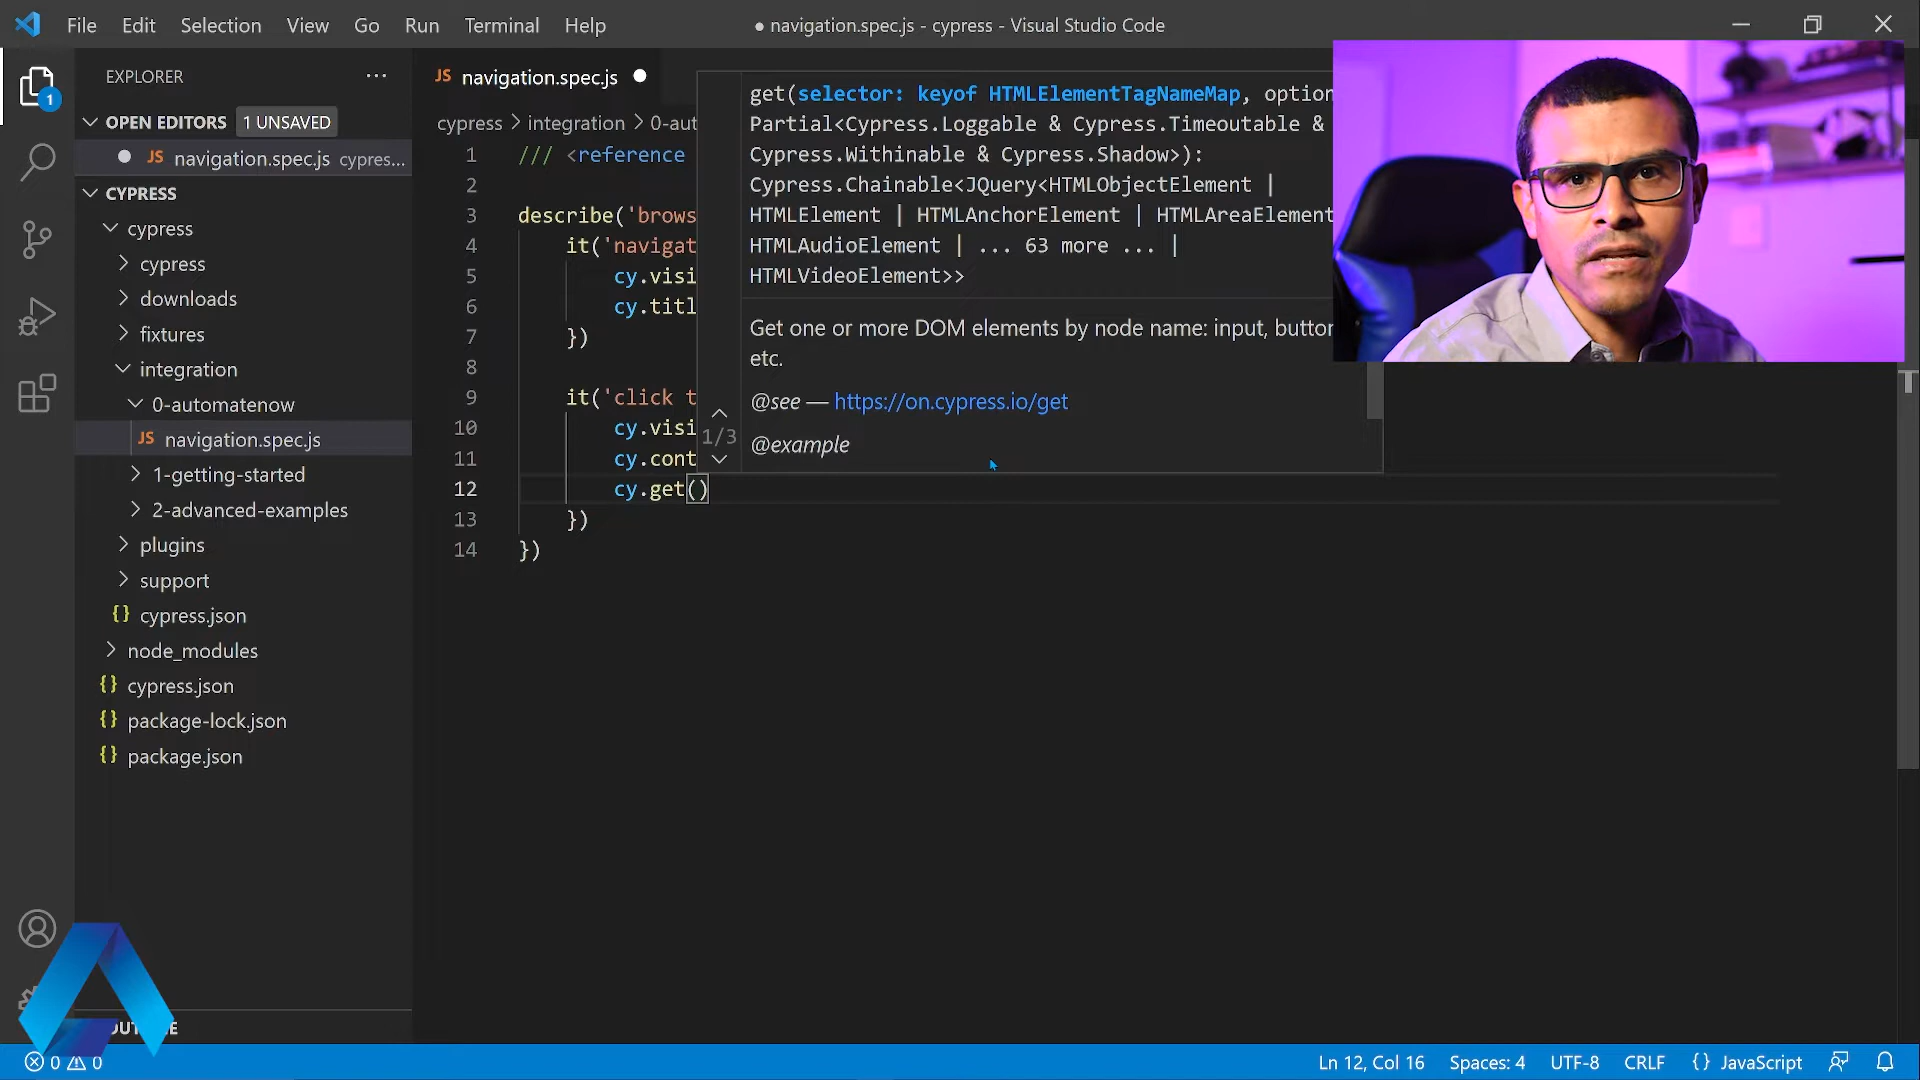 File Edit Selection View Go Run Terminal Help
● navigation.spec.js - cypress - Visual Studio Code
EXPLORER
OPEN EDITORS 1 UNSAVED
navigation.spec.js cypres...
CYPRESS
cypress
cypress
downloads
fixtures
integration
0-automatenow
JS navigation.spec.js
1-getting-started
2-advanced-examples
plugins
support
{} cypress.json
node_modules
{} cypress.json
{} package-lock.json
{} package.json
JS navigation.spec.js
cypress > integration > 0-aut
1 /// <reference
2
3 describe('brows
4 it('navigat
5 cy.visi
6 cy.titl
7 })
8
9 it('click t
10 cy.visi
11 cy.cont
12 cy.get()
13 })
14 })
get(selector: keyof HTMLElementTagNameMap, option
Partial<Cypress.Loggable & Cypress.Timeoutable &
Cypress.Withinable & Cypress.Shadow>):
Cypress.Chainable<JQuery<HTMLObjectElement |
HTMLElement | HTMLAnchorElement | HTMLAreaElement
HTMLAudioElement | ... 63 more ... |
HTMLVideoElement>>
Get one or more DOM elements by node name: input, button
etc.
@see — https://on.cypress.io/get
1/3
@example
0 0
Ln 12, Col 16 Spaces: 4 UTF-8 CRLF {} JavaScript